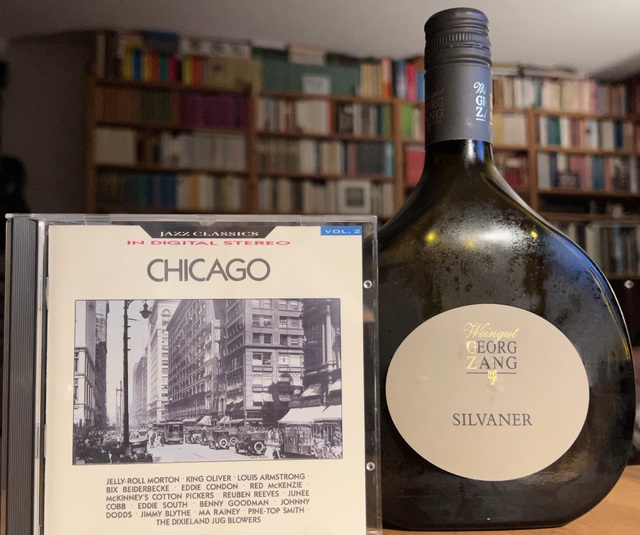 JAZZ CLASSICS
VOL. 2
IN DIGITAL STEREO
CHICAGO
JELLY-ROLL MORTON · KING OLIVER · LOUIS ARMSTRONG ·
BIX BEIDERBECKE · EDDIE CONDON · RED McKENZIE ·
McKINNEY'S COTTON PICKERS · REUBEN REEVES · JUNEE
COBB · EDDIE SOUTH · BENNY GOODMAN · JOHNNY
DODDS · JIMMY BLYTHE · MA RAINEY · PINE-TOP SMITH ·
THE DIXIELAND JUG BLOWERS
Weingut
GEORG
ZANG
SILVANER